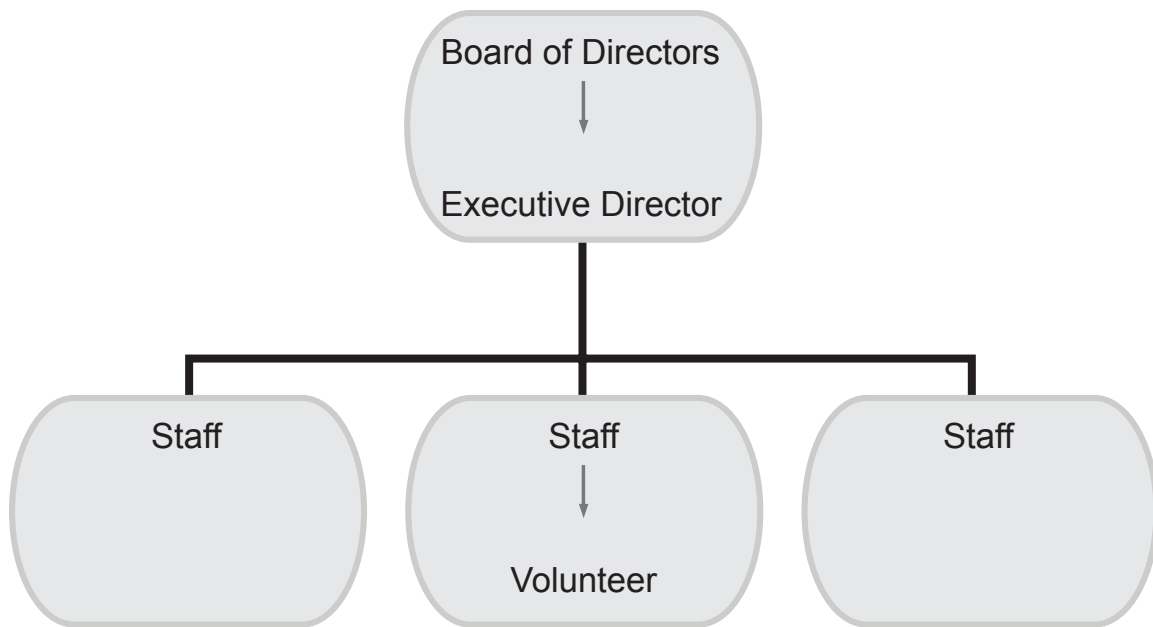 Board of Directors
Executive Director
Staff
Staff
Staff
Volunteer